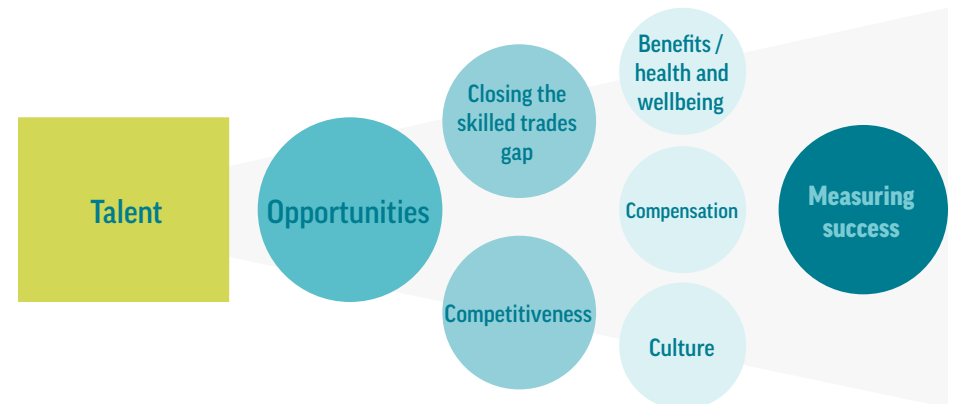 Talent
Opportunities
Closing the
skilled trades
gap
Competitiveness
Benefits /
health and
wellbeing
Compensation
Culture
Measuring
success